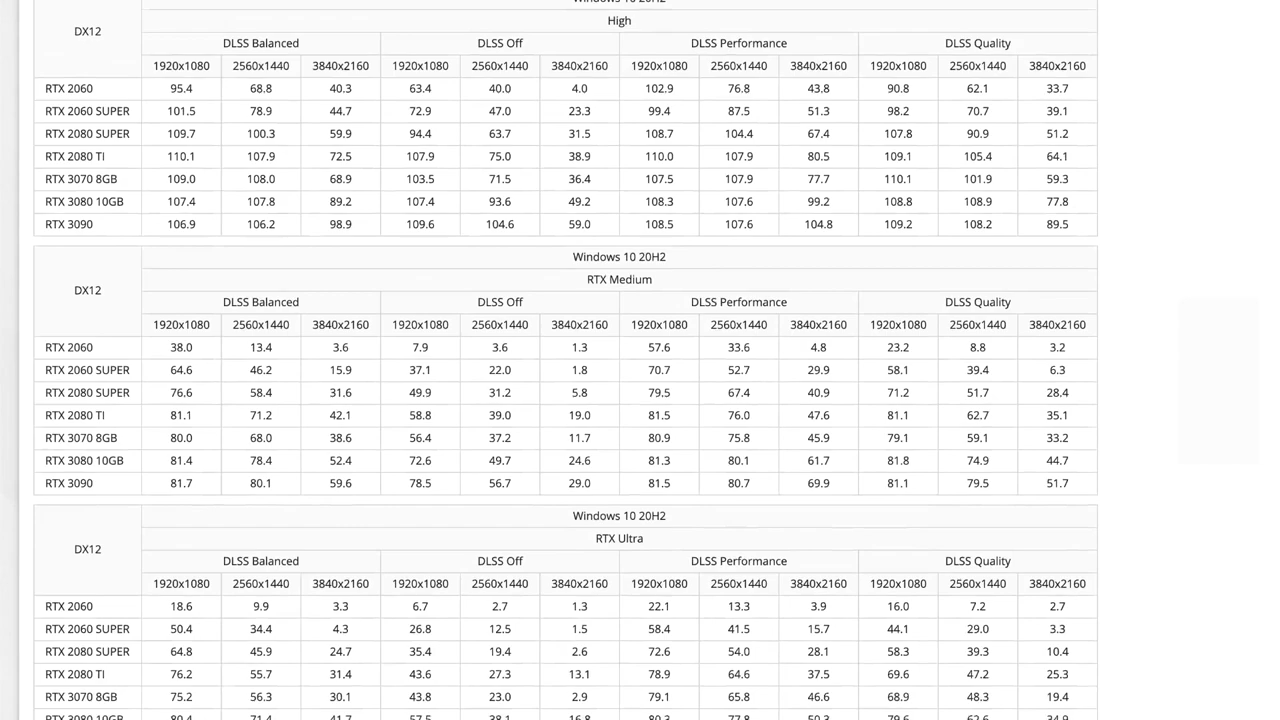 Windows 10 20H2
DX12
High
DLSS Balanced DLSS Off DLSS Performance DLSS Quality
1920x1080 2560x1440 3840x2160 1920x1080 2560x1440 3840x2160 1920x1080 2560x1440 3840x2160 1920x1080 2560x1440 3840x2160
RTX 2060 95.4 68.8 40.3 63.4 40.0 4.0 102.9 76.8 43.8 90.8 62.1 33.7
RTX 2060 SUPER 101.5 78.9 44.7 72.9 47.0 23.3 99.4 87.5 51.3 98.2 70.7 39.1
RTX 2080 SUPER 109.7 100.3 59.9 94.4 63.7 31.5 108.7 104.4 67.4 107.8 90.9 51.2
RTX 2080 TI 110.1 107.9 72.5 107.9 75.0 38.9 110.0 107.9 80.5 109.1 105.4 64.1
RTX 3070 8GB 109.0 108.0 68.9 103.5 71.5 36.4 107.5 107.9 77.7 110.1 101.9 59.3
RTX 3080 10GB 107.4 107.8 89.2 107.4 93.6 49.2 108.3 107.6 99.2 108.8 108.9 77.8
RTX 3090 106.9 106.2 98.9 109.6 104.6 59.0 108.5 107.6 104.8 109.2 108.2 89.5
Windows 10 20H2
DX12
RTX Medium
DLSS Balanced DLSS Off DLSS Performance DLSS Quality
1920x1080 2560x1440 3840x2160 1920x1080 2560x1440 3840x2160 1920x1080 2560x1440 3840x2160 1920x1080 2560x1440 3840x2160
RTX 2060 38.0 13.4 3.6 7.9 3.6 1.3 57.6 33.6 4.8 23.2 8.8 3.2
RTX 2060 SUPER 64.6 46.2 15.9 37.1 22.0 1.8 70.7 52.7 29.9 58.1 39.4 6.3
RTX 2080 SUPER 76.6 58.4 31.6 49.9 31.2 5.8 79.5 67.4 40.9 71.2 51.7 28.4
RTX 2080 TI 81.1 71.2 42.1 58.8 39.0 19.0 81.5 76.0 47.6 81.1 62.7 35.1
RTX 3070 8GB 80.0 68.0 38.6 56.4 37.2 11.7 80.9 75.8 45.9 79.1 59.1 33.2
RTX 3080 10GB 81.4 78.4 52.4 72.6 49.7 24.6 81.3 80.1 61.7 81.8 74.9 44.7
RTX 3090 81.7 80.1 59.6 78.5 56.7 29.0 81.5 80.7 69.9 81.1 79.5 51.7
Windows 10 20H2
DX12
RTX Ultra
DLSS Balanced DLSS Off DLSS Performance DLSS Quality
1920x1080 2560x1440 3840x2160 1920x1080 2560x1440 3840x2160 1920x1080 2560x1440 3840x2160 1920x1080 2560x1440 3840x2160
RTX 2060 18.6 9.9 3.3 6.7 2.7 1.3 22.1 13.3 3.9 16.0 7.2 2.7
RTX 2060 SUPER 50.4 34.4 4.3 26.8 12.5 1.5 58.4 41.5 15.7 44.1 29.0 3.3
RTX 2080 SUPER 64.8 45.9 24.7 35.4 19.4 2.6 72.6 54.0 28.1 58.3 39.3 10.4
RTX 2080 TI 76.2 55.7 31.4 43.6 27.3 13.1 78.9 64.6 37.5 69.6 47.2 25.3
RTX 3070 8GB 75.2 56.3 30.1 43.8 23.0 2.9 79.1 65.8 46.6 68.9 48.3 19.4
RTX 3080 10GB 80.4 71.4 41.7 57.5 38.1 16.8 80.3 77.8 50.3 79.6 62.6 34.9